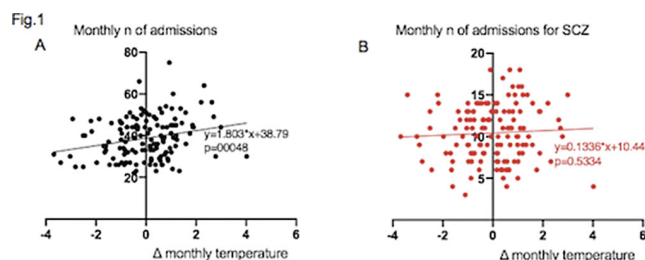 Fig.1
A
Monthly n of admissions
80
60
40
20
y=1.803*x+38.79
p=00048
-4
-2
0
2
4
6
Δ monthly temperature
B
Monthly n of admissions for SCZ
20
15
10
5
y=0.1336*x+10.44
p=0.5334
-4
-2
0
2
4
6
Δ monthly temperature